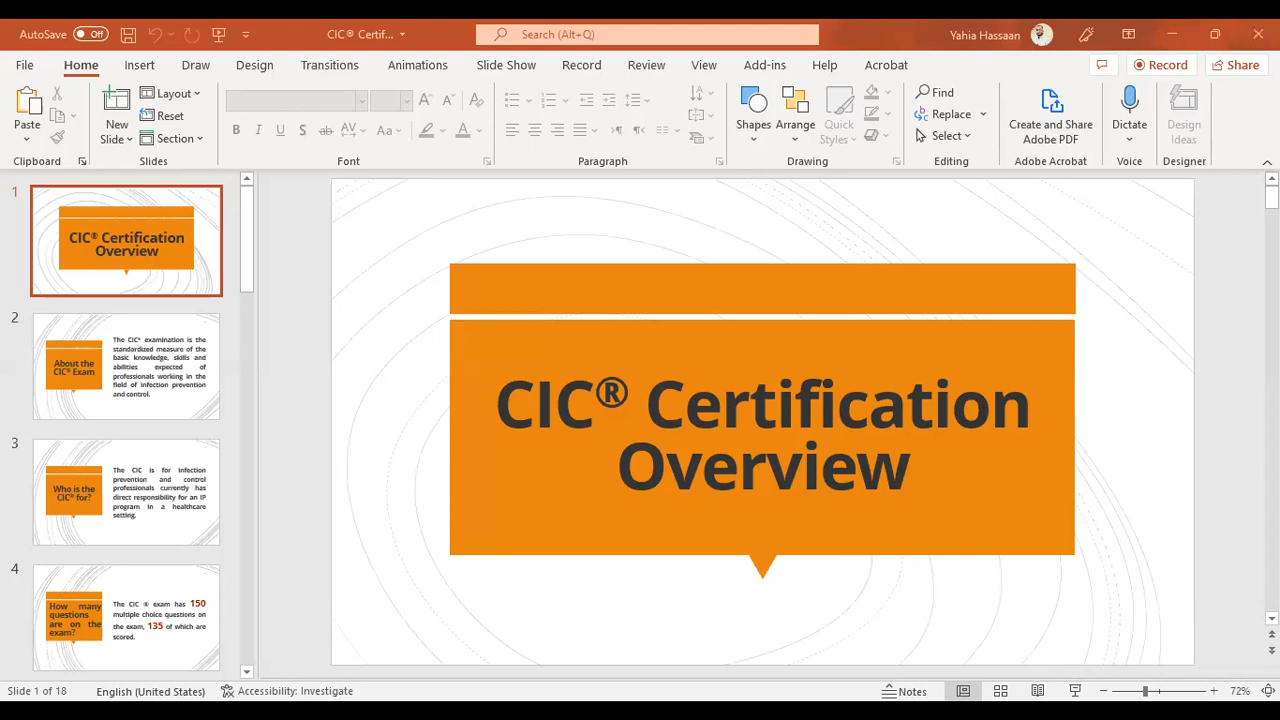 AutoSave Off CIC® Certif... Search (Alt+Q) Yahia Hassaan
File Home Insert Draw Design Transitions Animations Slide Show Record Review View Add-ins Acrobat Help Record Share
Paste
New Slide
Layout
Reset
Section
B I U S ab AV Aa A
Shapes
Arrange
Quick Styles
Find
Replace
Select
Create and Share Adobe PDF
Dictate
Design Ideas
Clipboard Slides Font Paragraph Drawing Editing Adobe Acrobat Voice Designer
1
CIC® Certification
Overview
2
About the
CIC® Exam
The CIC® examination is the
standardized measure of the
basic knowledge, skills and
abilities expected of
professionals working in the
field of infection prevention
and control.
3
Who is the
CIC® for?
The CIC is for infection
prevention and control
professionals currently has
direct responsibility for an IP
program in a healthcare
setting.
4
How many
questions
are on the
exam?
The CIC ® exam has 150
multiple choice questions on
the exam, 135 of which are
scored.
CIC® Certification
Overview
Slide 1 of 18 English (United States) Accessibility: Investigate Notes 72%